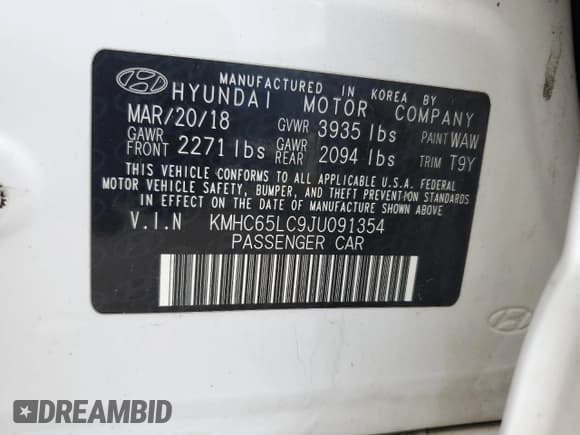 MANUFACTURED IN KOREA BY
HYUNDAI MOTOR COMPANY
MAR/20/18 GVWR 3935 lbs PAINT WAW
GAWR FRONT 2271 lbs GAWR REAR 2094 lbs TRIM T9Y
THIS VEHICLE CONFORMS TO ALL APPLICABLE U.S.A. FEDERAL
MOTOR VEHICLE SAFETY, BUMPER, AND THEFT PREVENTION STANDARDS
IN EFFECT ON THE DATE OF MANUFACTURE SHOWN ABOVE.
V.I.N KMHC65LC9JU091354
PASSENGER CAR
DREAMBID